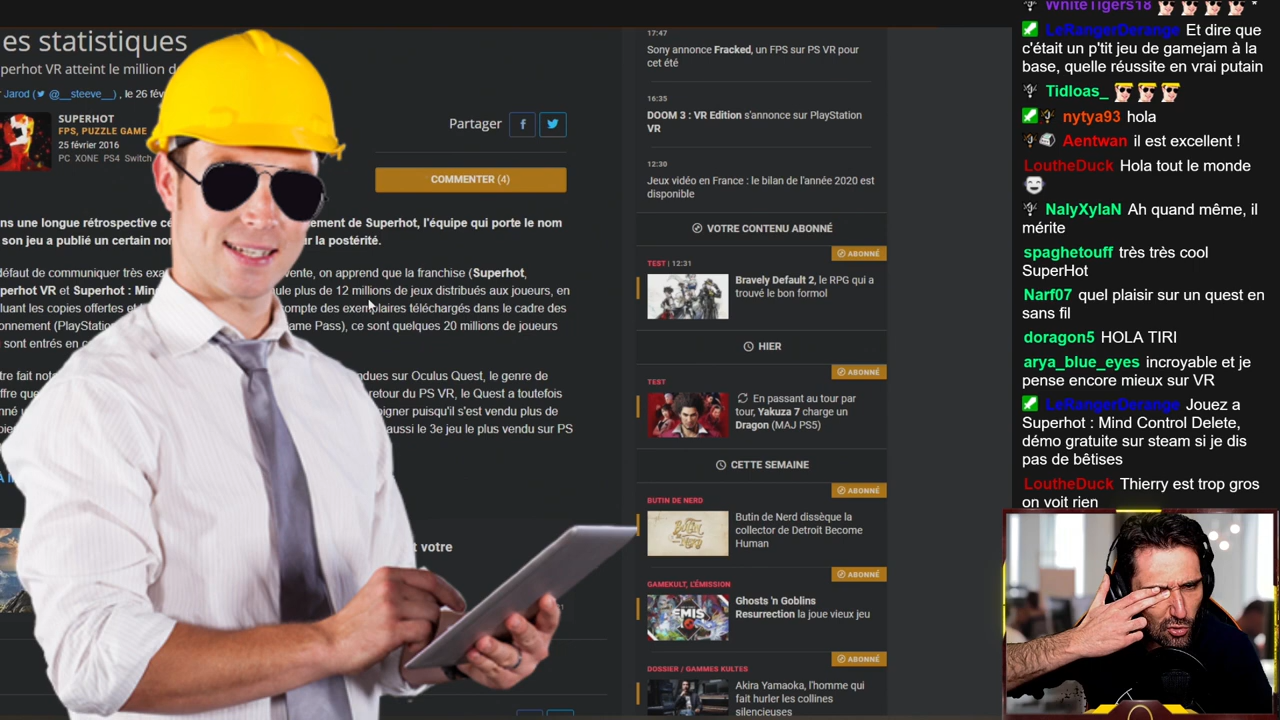 es statistiques
perhot VR atteint le million d
Jarod ( @__steeve__) , le 26 fév
SUPERHOT
FPS, PUZZLE GAME
25 février 2016
PC XONE PS4 Switch
Partager
COMMENTER (4)
ns une longue rétrospective cé ement de Superhot, l'équipe qui porte le nom
son jeu a publié un certain nor r la postérité.
défaut de communiquer très exa vente, on apprend que la franchise (Superhot,
perhot VR et Superhot : Min ule plus de 12 millions de jeux distribués aux joueurs, en
luant les copies offertes et ompte des exemplaires téléchargés dans le cadre des
onnement (PlayStatio ame Pass), ce sont quelques 20 millions de joueurs
sont entrés en c
tre fait not dues sur Oculus Quest, le genre de
ffre que retour du PS VR, le Quest a toutefois
nné oigner puisqu'il s'est vendu plus de
aussi le 3e jeu le plus vendu sur PS
t votre
17:47
Sony annonce Fracked, un FPS sur PS VR pour
cet été
16:35
DOOM 3 : VR Edition s'annonce sur PlayStation
VR
12:30
Jeux vidéo en France : le bilan de l'année 2020 est
disponible
VOTRE CONTENU ABONNÉ
ABONNÉ
TEST | 12:31
Bravely Default 2, le RPG qui a
trouvé le bon formol
HIER
ABONNÉ
TEST
En passant au tour par
tour, Yakuza 7 charge un
Dragon (MAJ PS5)
CETTE SEMAINE
ABONNÉ
BUTIN DE NERD
Butin de Nerd dissèque la
collector de Detroit Become
Human
ABONNÉ
GAMEKULT, L'ÉMISSION
Ghosts 'n Goblins
Resurrection la joue vieux jeu
ABONNÉ
DOSSIER / GAMMES KULTES
Akira Yamaoka, l'homme qui
fait hurler les collines
silencieuses
WhiteTigers18
LeRangerDerange Et dire que
c'était un p'tit jeu de gamejam à la
base, quelle réussite en vrai putain
Tidloas_
nytya93 hola
Aentwan il est excellent !
LoutheDuck Hola tout le monde
NalyXylaN Ah quand même, il
mérite
spaghetouff très très cool
SuperHot
Narf07 quel plaisir sur un quest en
sans fil
doragon5 HOLA TIRI
arya_blue_eyes incroyable et je
pense encore mieux sur VR
LeRangerDerange Jouez a
Superhot : Mind Control Delete,
démo gratuite sur steam si je dis
pas de bêtises
LoutheDuck Thierry est trop gros
on voit rien